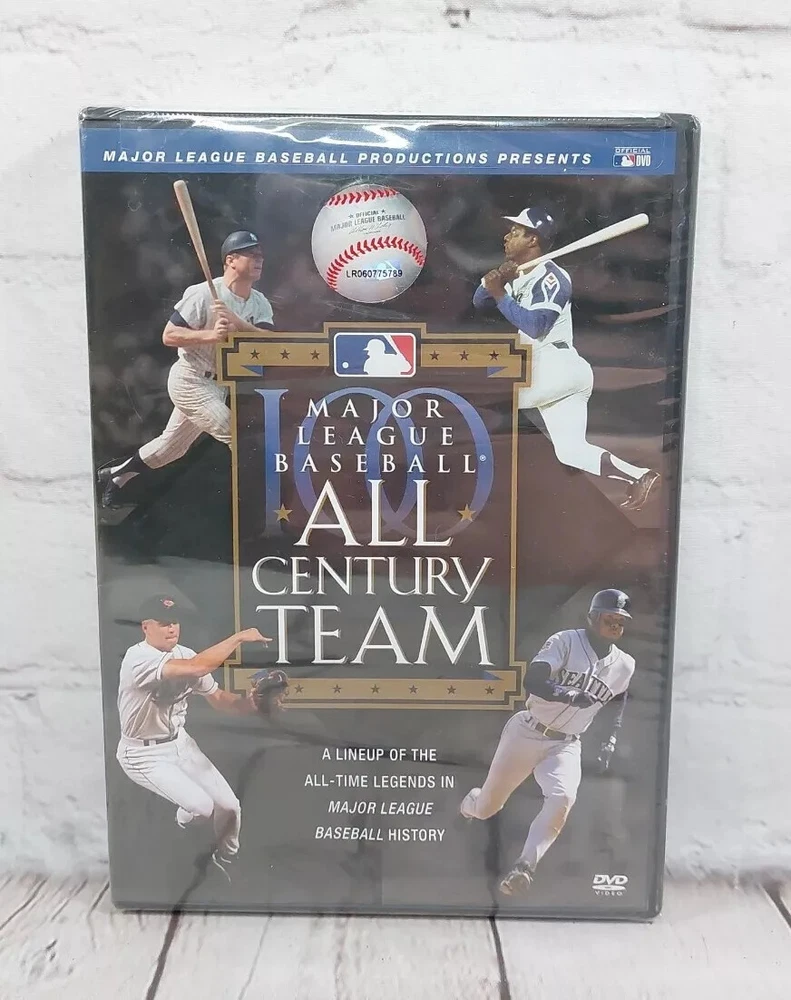 MAJOR LEAGUE BASEBALL PRODUCTIONS PRESENTS
OFFICIAL
DVD
OFFICIAL
MAJOR LEAGUE BASEBALL
LR060775789
100
MAJOR
LEAGUE
BASEBALL®
ALL
CENTURY
TEAM
SEATTLE
A LINEUP OF THE
ALL-TIME LEGENDS IN
MAJOR LEAGUE
BASEBALL HISTORY
DVD
VIDEO